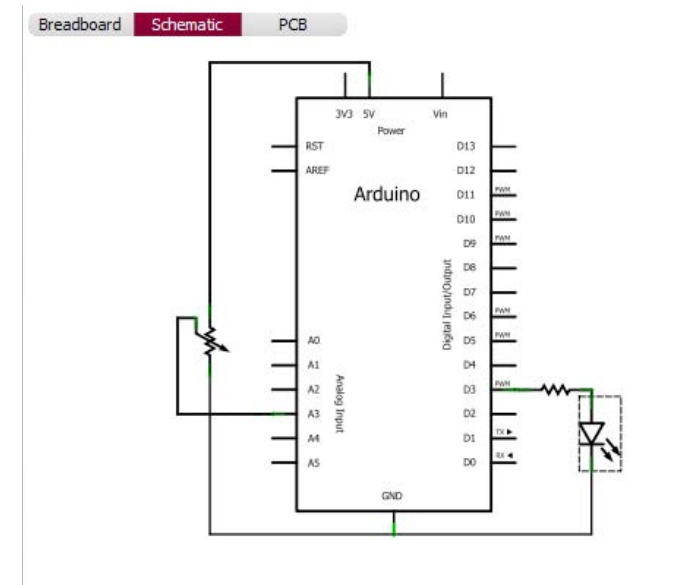 Breadboard Schematic PCB
3V3 5V Vin
Power
RST D13
AREF D12
Arduino D11 PWM
D10 PWM
D9 PWM
D8
D7
D6 PWM
A0 D5 PWM
A1 D4
A2 D3 PWM
A3 D2
A4 D1 TX ▶
A5 D0 RX ◀
Analog Input
Digital Input/Output
GND